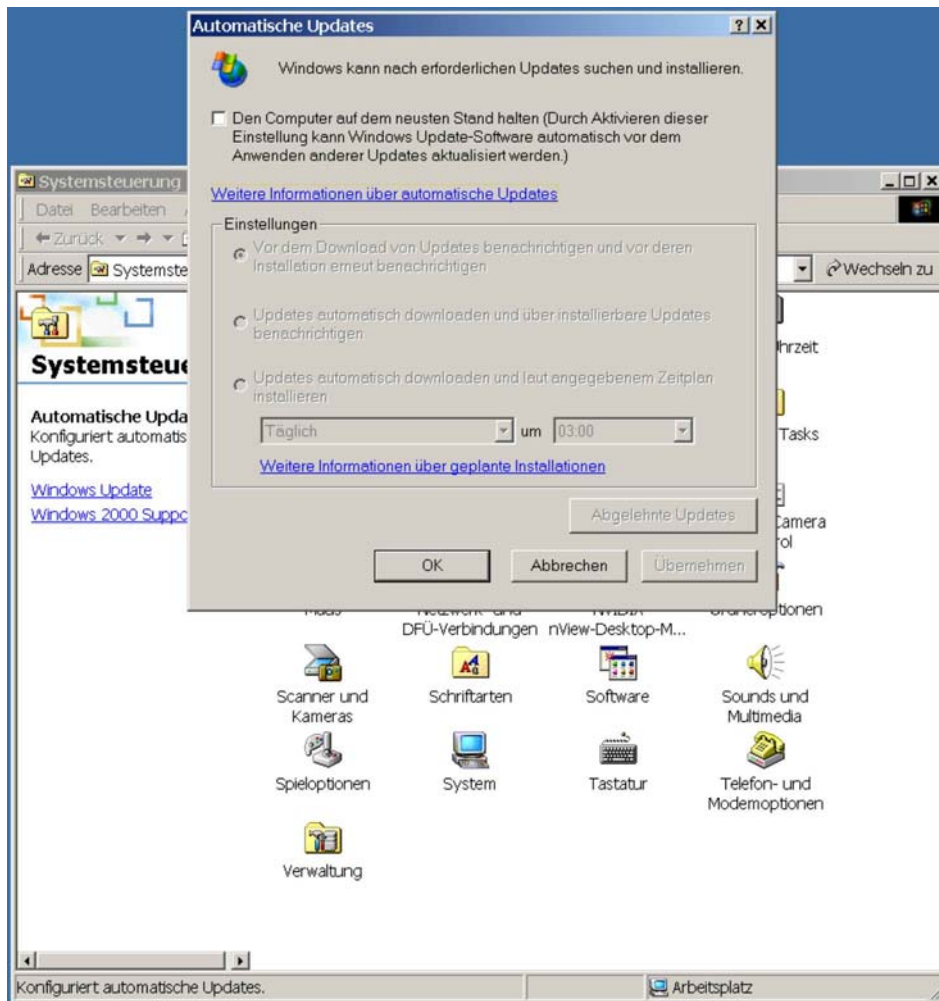 Automatische Updates
Windows kann nach erforderlichen Updates suchen und installieren.
Den Computer auf dem neusten Stand halten (Durch Aktivieren dieser
Einstellung kann Windows Update-Software automatisch vor dem
Anwenden anderer Updates aktualisiert werden.)
Weitere Informationen über automatische Updates
Einstellungen
Vor dem Download von Updates benachrichtigen und vor deren
Installation erneut benachrichtigen
Updates automatisch downloaden und über installierbare Updates
benachrichtigen
Updates automatisch downloaden und laut angegebenem Zeitplan
installieren
Täglich um 03:00
Weitere Informationen über geplante Installationen
Abgelehnte Updates
OK Abbrechen Übernehmen
Systemsteuerung
Datei Bearbeiten
Zurück
Adresse Systemste
Wechseln zu
Systemsteue
Automatische Upda
Konfiguriert automatis
Updates.
Windows Update
Windows 2000 Suppo
hrzeit
Tasks
Camera
rol
DFÜ-Verbindungen nView-Desktop-M...
Scanner und
Kameras
Schriftarten
Software
Sounds und
Multimedia
Spieloptionen
System
Tastatur
Telefon- und
Modemoptionen
Verwaltung
Konfiguriert automatische Updates.
Arbeitsplatz